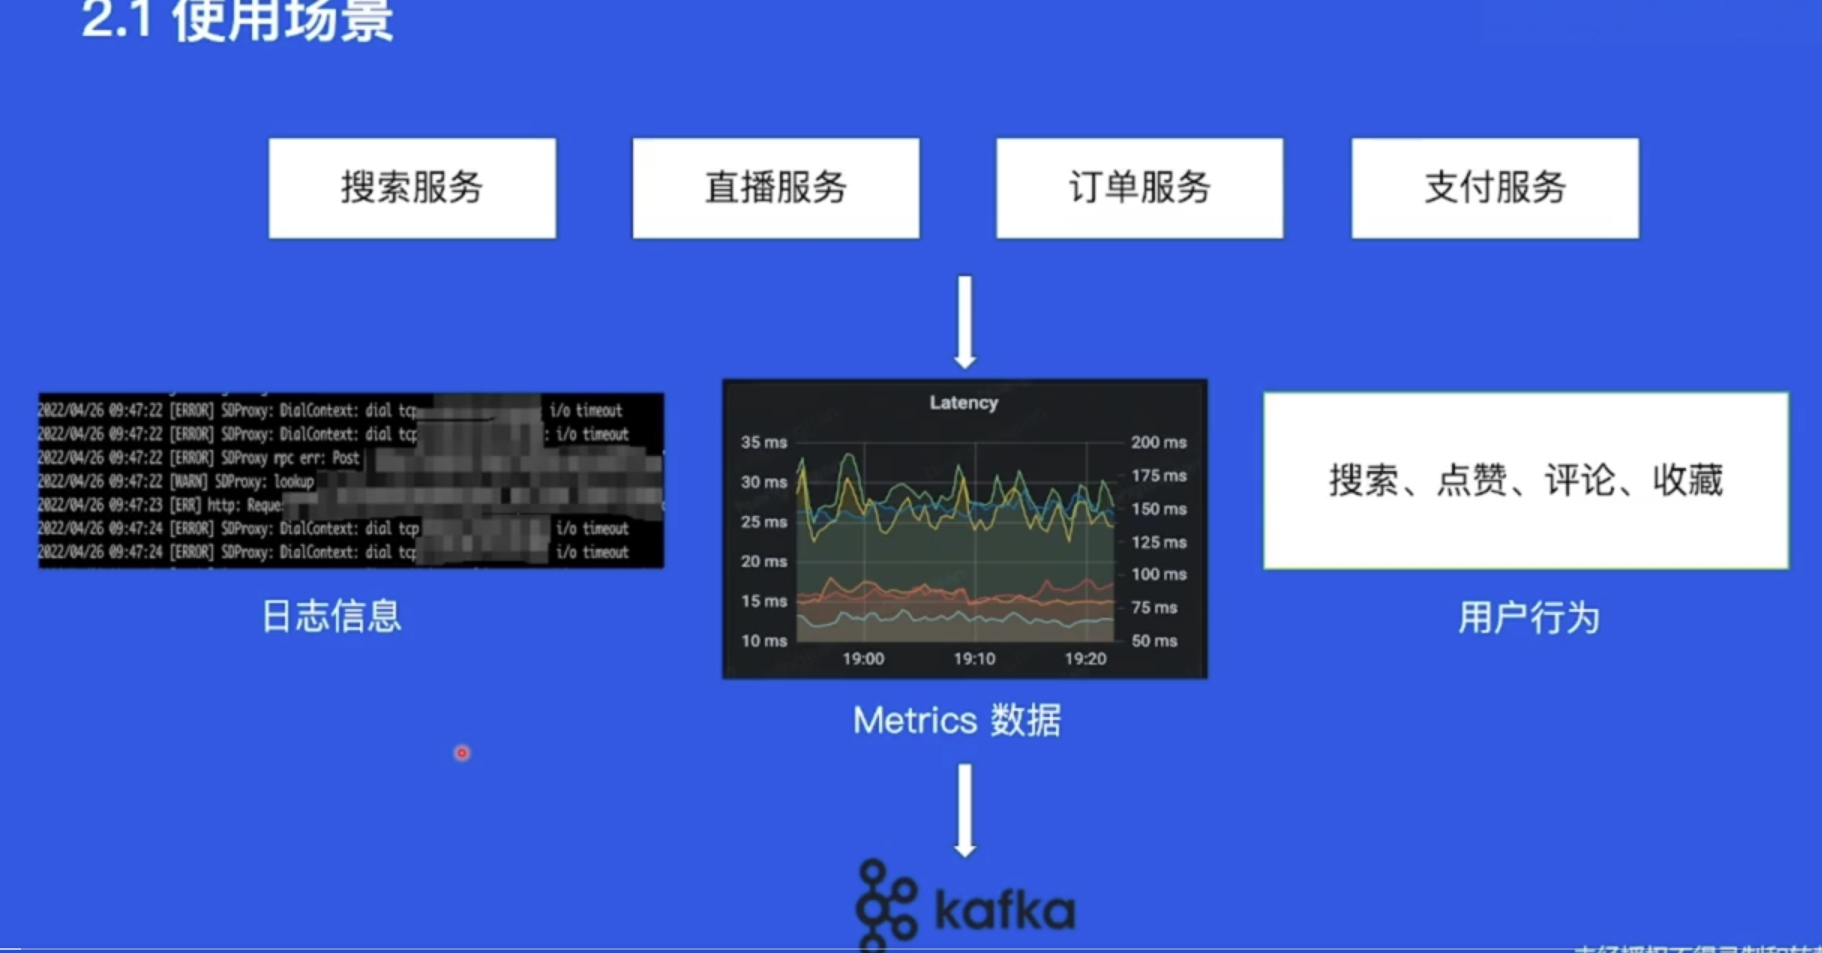 2.1 使用场景
搜索服务
直播服务
订单服务
支付服务
2022/04/26 09:47:22 [ERROR] SDProxy: DialContext: dial tcp i/o timeout
2022/04/26 09:47:22 [ERROR] SDProxy: DialContext: dial tcp : i/o timeout
2022/04/26 09:47:22 [ERROR] SDProxy rpc err: Post
2022/04/26 09:47:22 [WARN] SDProxy: lookup
2022/04/26 09:47:23 [ERR] http: Reque
2022/04/26 09:47:24 [ERROR] SDProxy: DialContext: dial tcp i/o timeout
2022/04/26 09:47:24 [ERROR] SDProxy: DialContext: dial tcp i/o timeout
日志信息
Latency
35 ms 200 ms
30 ms 175 ms
25 ms 150 ms
20 ms 125 ms
15 ms 100 ms
10 ms 75 ms
50 ms
19:00 19:10 19:20
Metrics 数据
搜索、点赞、评论、收藏
用户行为
kafka